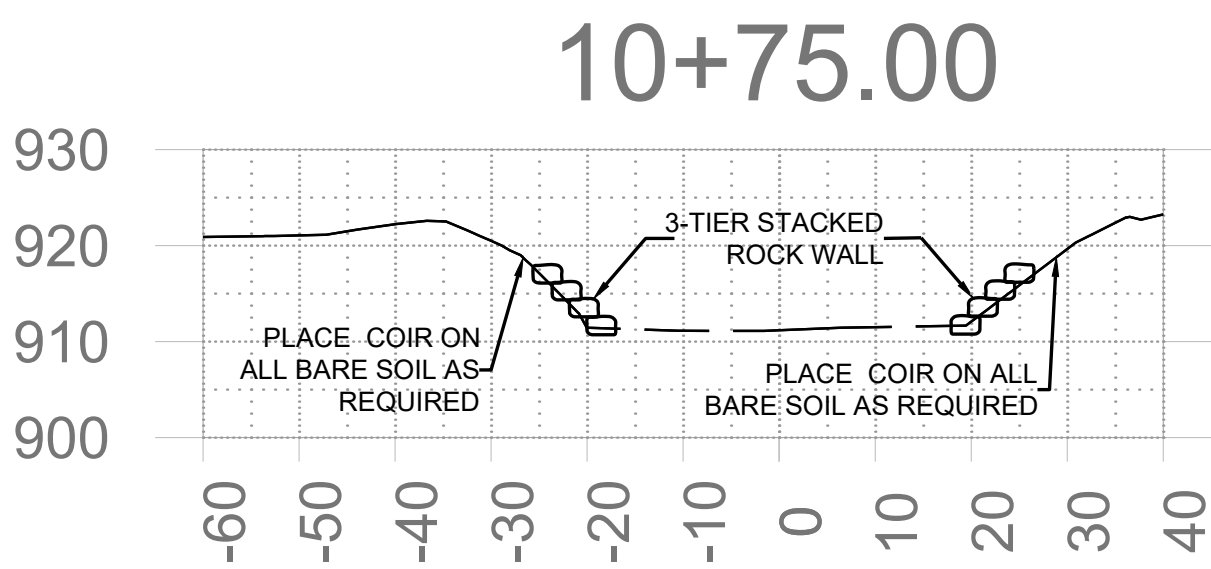 10+75.00
930
920
910
900
3-TIER STACKED
ROCK WALL
PLACE COIR ON
ALL BARE SOIL AS
REQUIRED
PLACE COIR ON ALL
BARE SOIL AS REQUIRED
-60
-50
-40
-30
-20
-10
0
10
20
30
40